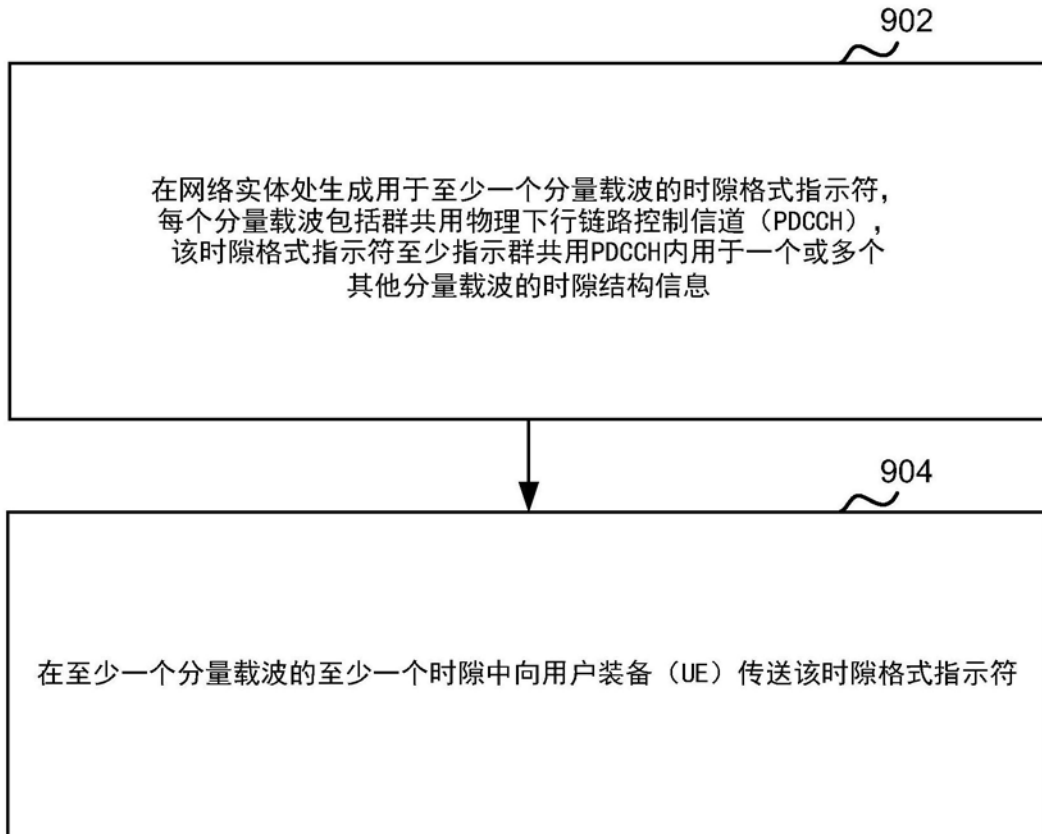 902
在网络实体处生成用于至少一个分量载波的时隙格式指示符，
每个分量载波包括群共用物理下行链路控制信道（PDCCH），
该时隙格式指示符至少指示群共用PDCCH内用于一个或多个
其他分量载波的时隙结构信息
904
在至少一个分量载波的至少一个时隙中向用户装备（UE）传送该时隙格式指示符